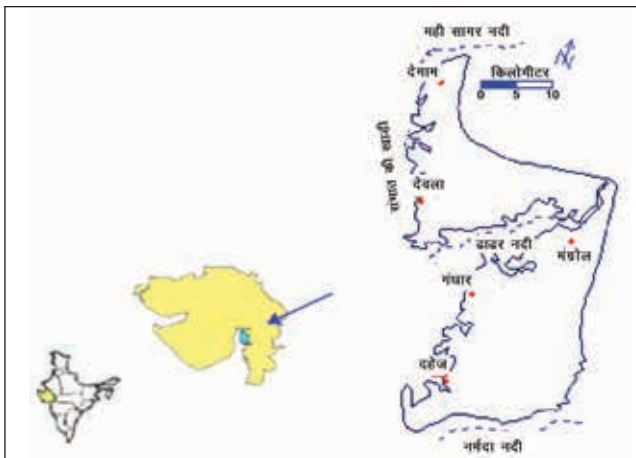 मही सागर नदी
N
देगाम
किलोमीटर
0 5 10
खंभात की खाडी
देवला
ढाढर नदी
मंग्रोल
गंधार
दहेज
नर्मदा नदी